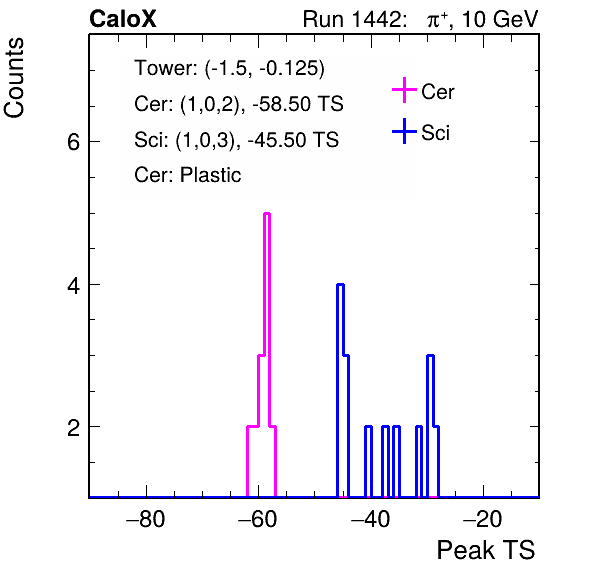 CaloX Run 1442: π⁺, 10 GeV
Counts
Tower: (-1.5, -0.125)
Cer: (1,0,2), -58.50 TS
Sci: (1,0,3), -45.50 TS
Cer: Plastic
Cer
Sci
6
4
2
−80 −60 −40 −20
Peak TS